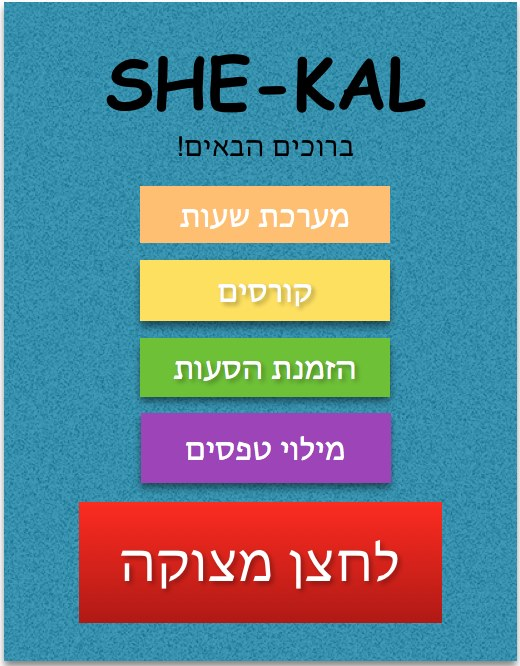 SHE-KAL
ברוכים הבאים!
מערכת שעות
קורסים
הזמנת הסעות
מילוי טפסים
לחצן מצוקה